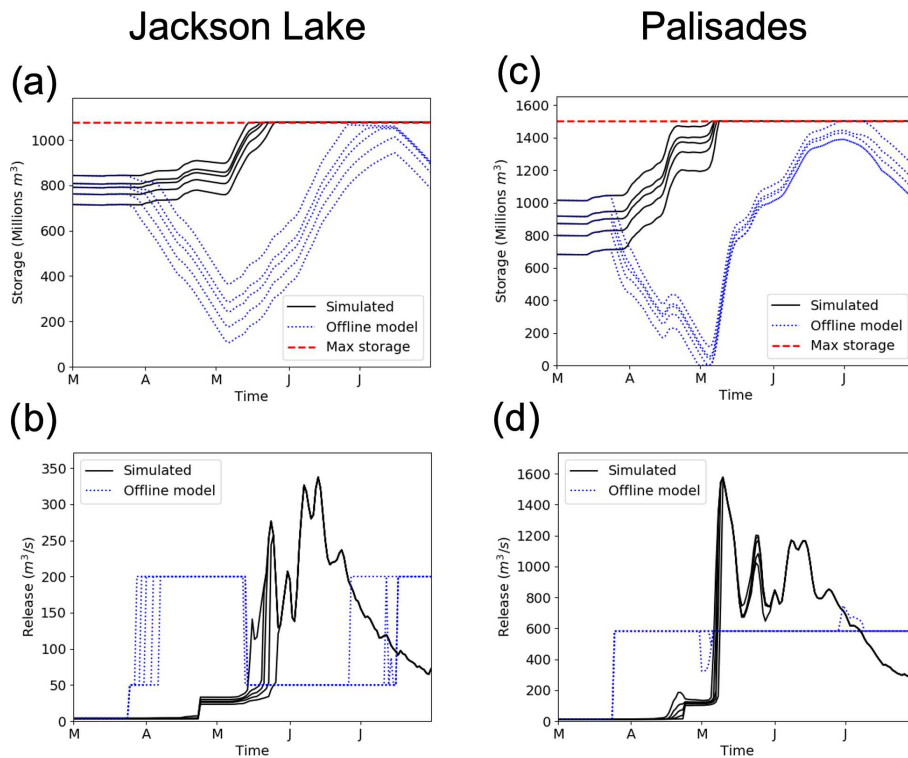 Jackson Lake
Palisades
(a)
1000
800
600
400
200
0
Storage (Millions m³)
M A M J J
Time
Simulated
Offline model
Max storage
(c)
1600
1400
1200
1000
800
600
400
200
0
Storage (Millions m³)
M A M J J
Time
Simulated
Offline model
Max storage
(b)
350
300
250
200
150
100
50
0
Release (m³/s)
M A M J J
Time
Simulated
Offline model
(d)
1600
1400
1200
1000
800
600
400
200
0
Release (m³/s)
M A M J J
Time
Simulated
Offline model